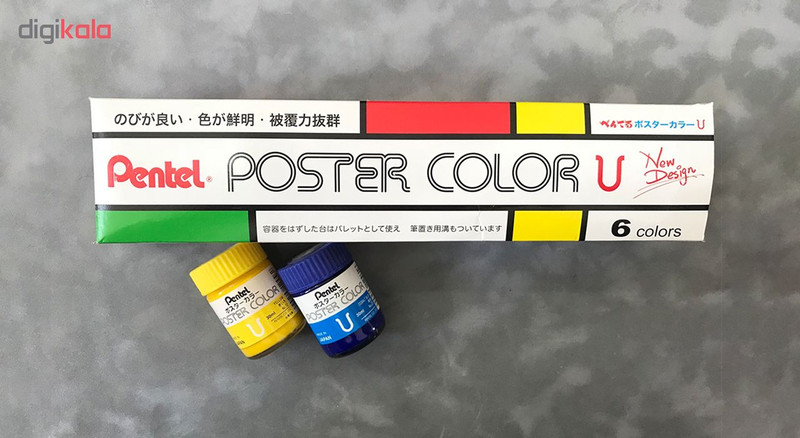 digikala
のびが良い・色が鮮明・被覆力抜群
ぺんてる ポスターカラー U
Pentel® POSTER COLOR U New Design
容器をはずした台はパレットとして使え 筆置き用溝もついています
6 colors
Pentel
ポスターカラー
POSTER COLOR
U
30ml
Pentel
ポスターカラー
POSTER COLOR
U
30ml
JAPAN